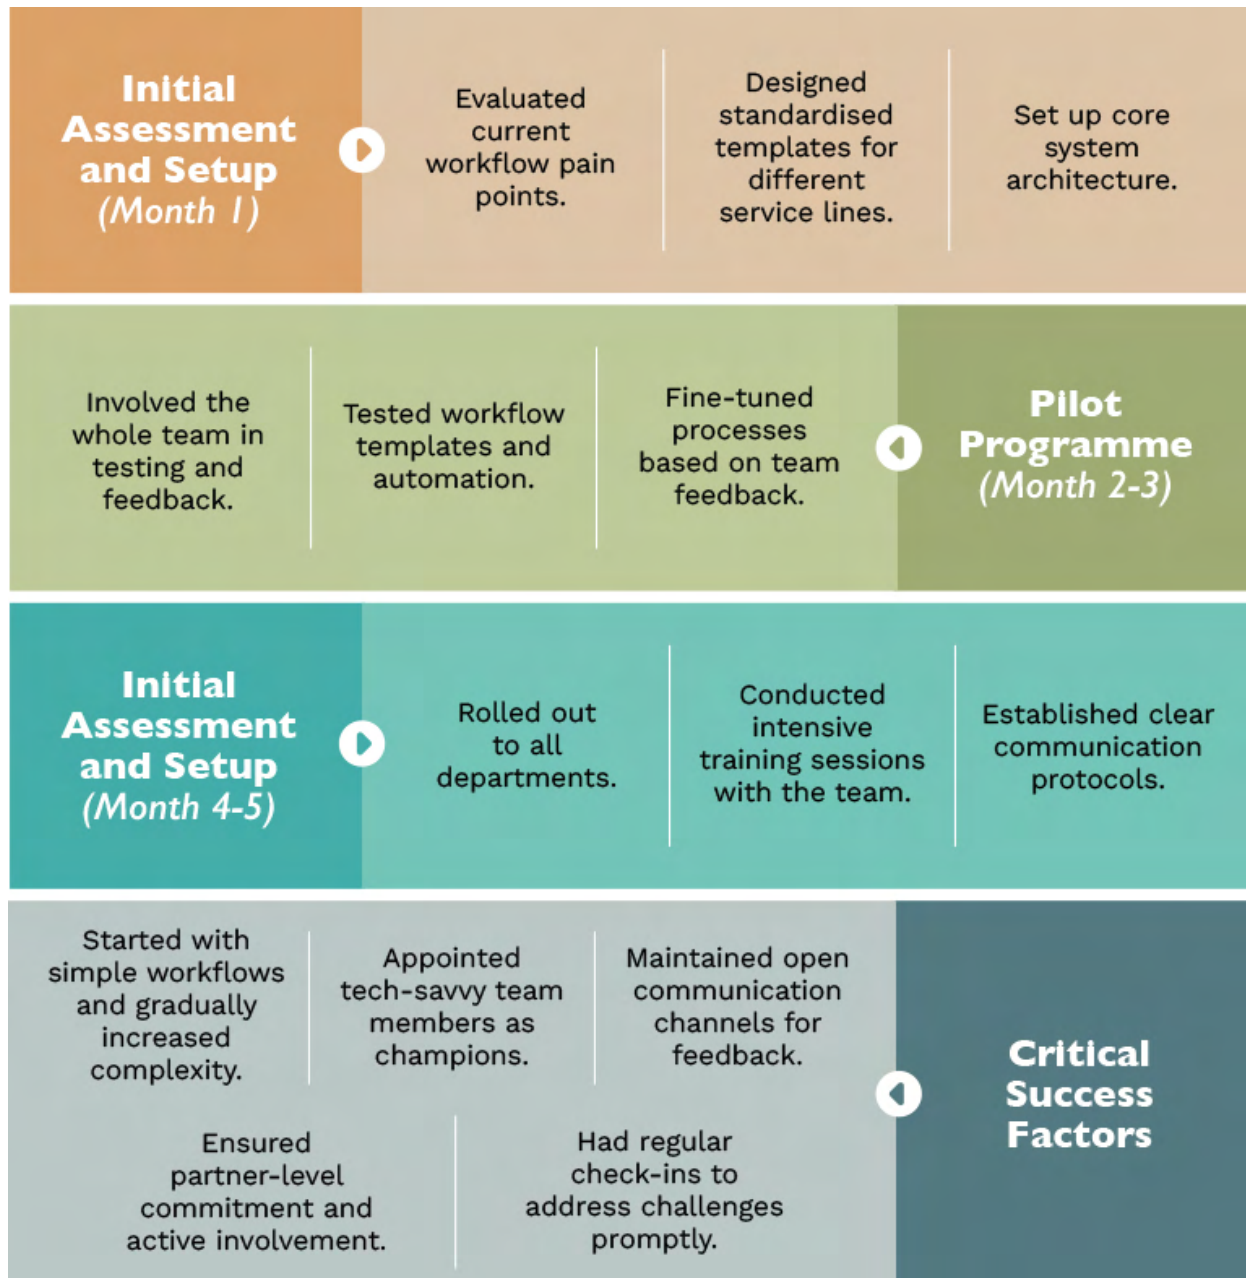 Initial
Assessment
and Setup
(Month 1)
Evaluated
current
workflow pain
points.
Designed
standardised
templates for
different
service lines.
Set up core
system
architecture.
Involved the
whole team in
testing and
feedback.
Tested workflow
templates and
automation.
Fine-tuned
processes
based on team
feedback.
Pilot
Programme
(Month 2-3)
Initial
Assessment
and Setup
(Month 4-5)
Rolled out
to all
departments.
Conducted
intensive
training sessions
with the team.
Established clear
communication
protocols.
Started with
simple workflows
and gradually
increased
complexity.
Appointed
tech-savvy team
members as
champions.
Maintained open
communication
channels for
feedback.
Ensured
partner-level
commitment and
active involvement.
Had regular
check-ins to
address challenges
promptly.
Critical
Success
Factors